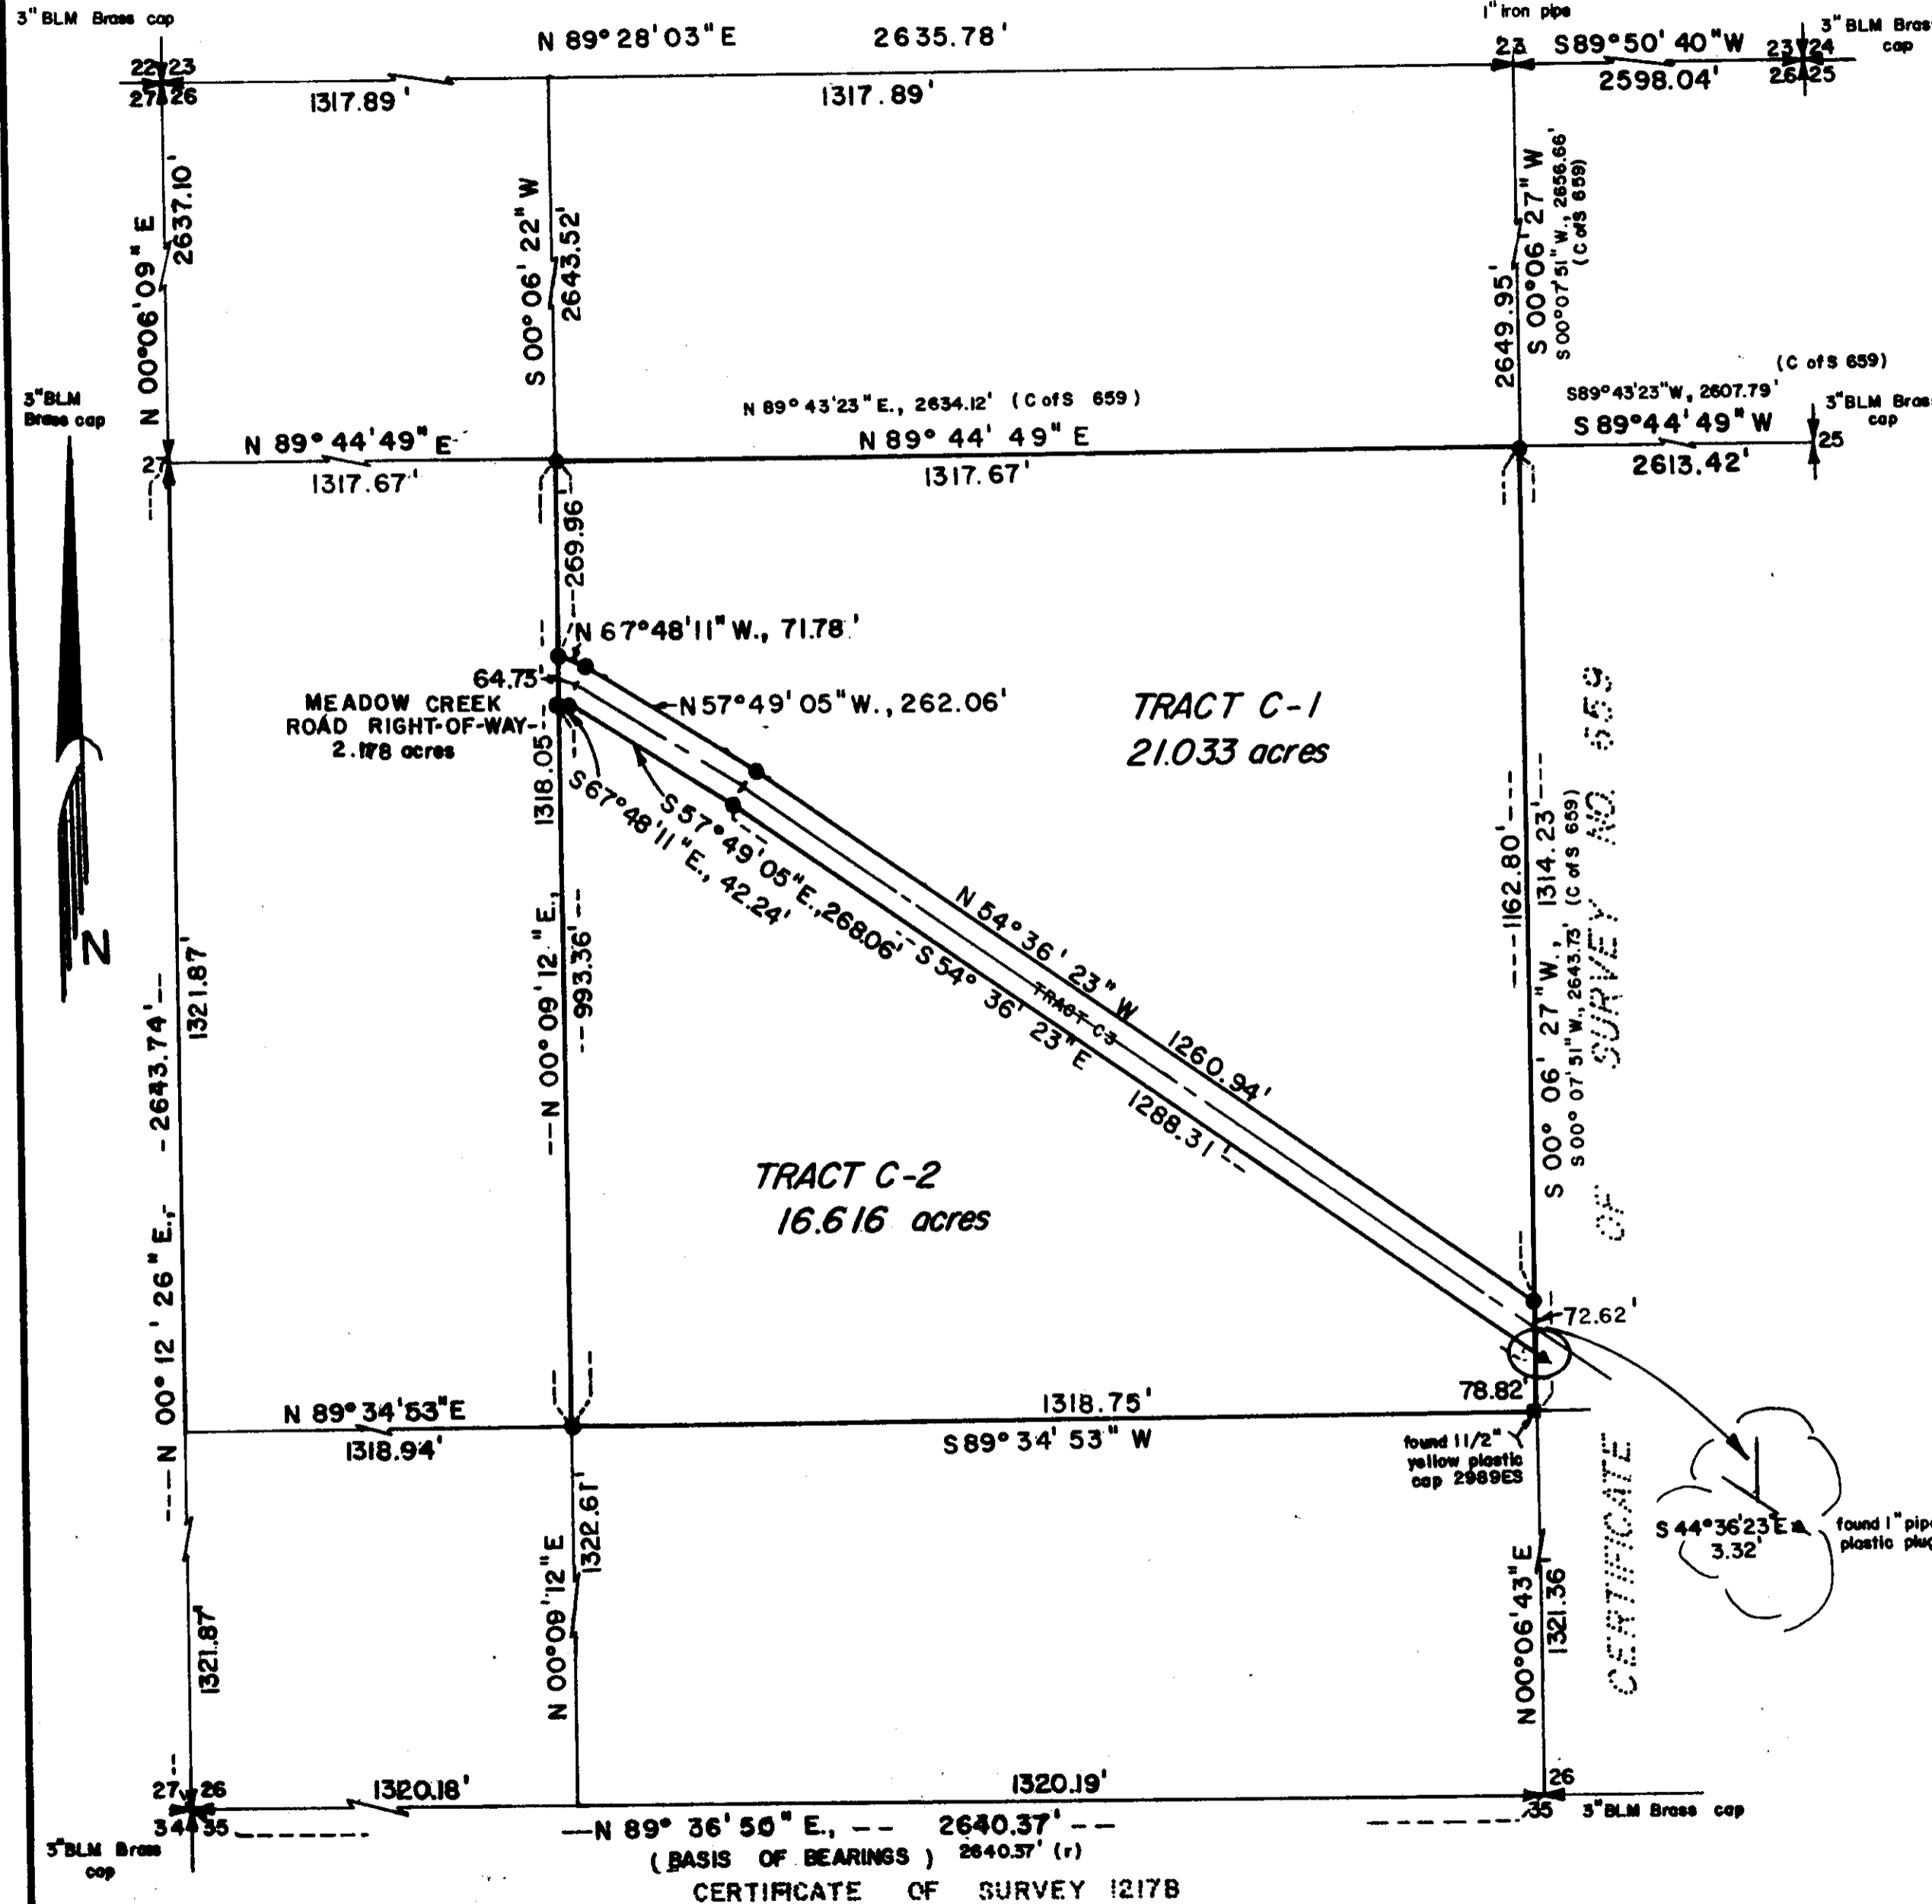 3" BLM Brass cap
N 89° 28' 03" E 2635.78'
1" iron pipe
23 S89° 50' 40" W 23 24
3" BLM Bras
cap
22 23
27 26
1317.89'
1317.89'
2598.04'
26 25
N 00° 06' 09" E
2637.10'
S 00° 06' 22" W
2643.52'
2649.95'
S 00° 06' 27" W
S 00° 07' 51" W., 2656.66'
(C of S 659)
3" BLM
Brass cap
27
N 89° 44' 49" E
1317.67'
N 89° 43' 23" E., 2634.12' (C of S 659)
N 89° 44' 49" E
1317.67'
(C of S 659)
S89° 43' 23" W, 2607.79'
S 89° 44' 49" W
2613.42'
3" BLM Bras
cap
25
269.96'
N 67° 48' 11" W., 71.78'
64.75'
MEADOW CREEK
ROAD RIGHT-OF-WAY
2.178 acres
N 57° 49' 05" W., 262.06'
TRACT C-1
21.033 acres
1318.05'
S 67° 48' 11" E., 42.24'
S 57° 49' 05" E., 268.06'
N 54° 36' 23" W 1260.94'
TRACT C-3
S 54° 36' 23" E 1288.31'
N 00° 09' 12" E.,
993.36'
N
1321.87'
N 00° 12' 26" E., 2643.74'
1162.80'
S 00° 06' 27" W., 1314.23'
S 00° 07' 51" W., 2643.73' (C of S 659)
CERTIFICATE OF SURVEY NO.
TRACT C-2
16.616 acres
72.62'
78.82'
N 89° 34' 53" E
1318.94'
1318.75'
S 89° 34' 53" W
found 1 1/2"
yellow plastic
cap 2989ES
S 44° 36' 23" E
3.32'
found 1" pipe
plastic plug
1321.87'
N 00° 09' 12" E
1322.61'
N 00° 06' 43" E
1321.36'
27 26
34 35
3" BLM Brass
cap
1320.18'
1320.19'
26
35
3" BLM Brass cap
N 89° 36' 50" E., 2640.37'
(BASIS OF BEARINGS) 2640.37' (r)
CERTIFICATE OF SURVEY 1217B